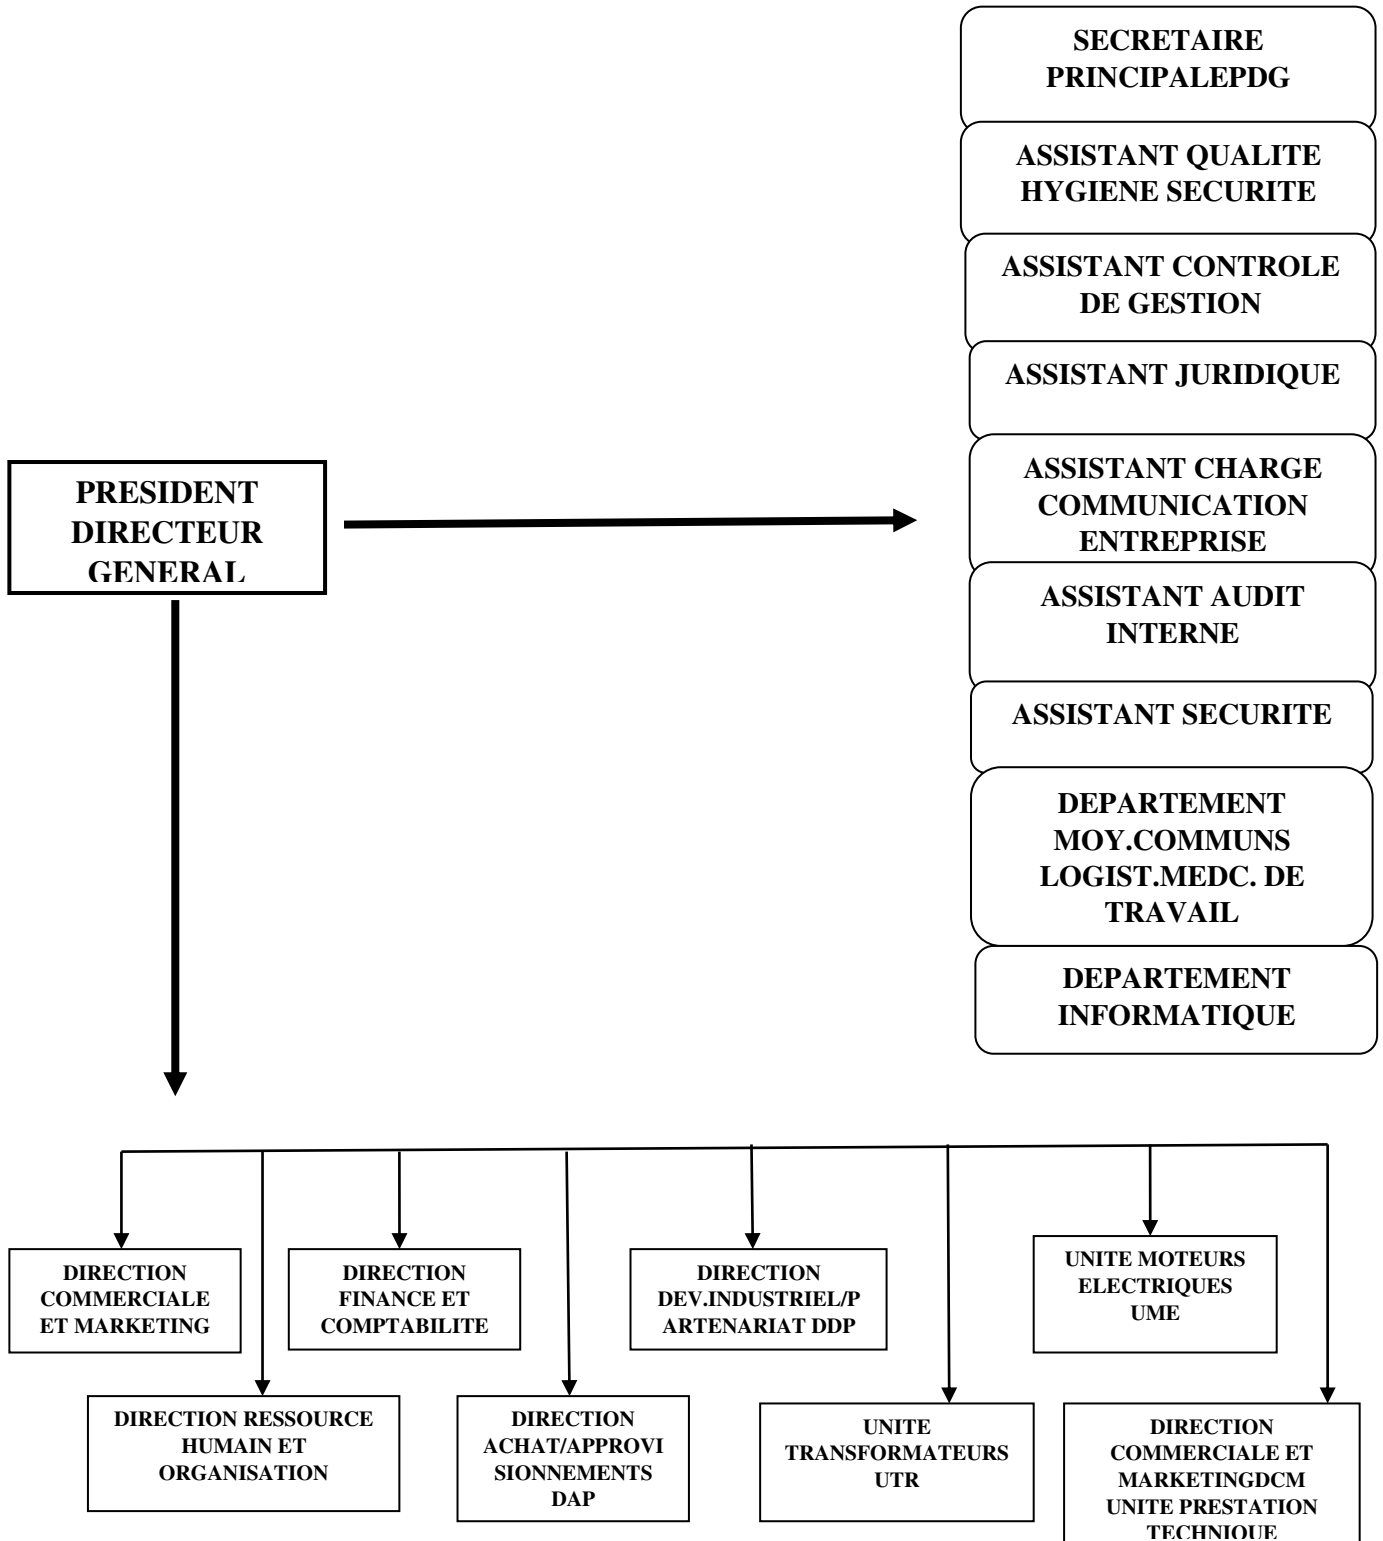 SECRETAIRE
PRINCIPALEPDG
ASSISTANT QUALITE
HYGIENE SECURITE
ASSISTANT CONTROLE
DE GESTION
ASSISTANT JURIDIQUE
ASSISTANT CHARGE
COMMUNICATION
ENTREPRISE
ASSISTANT AUDIT
INTERNE
ASSISTANT SECURITE
DEPARTEMENT
MOY.COMMUNS
LOGIST.MEDC. DE
TRAVAIL
DEPARTEMENT
INFORMATIQUE
PRESIDENT
DIRECTEUR
GENERAL
DIRECTION
COMMERCIALE
ET MARKETING
DIRECTION
FINANCE ET
COMPTABILITE
DIRECTION
DEV.INDUSTRIEL/P
ARTENARIAT DDP
UNITE MOTEURS
ELECTRIQUES
UME
DIRECTION RESSOURCE
HUMAIN ET
ORGANISATION
DIRECTION
ACHAT/APPROVI
SIONNEMENTS
DAP
UNITE
TRANSFORMATEURS
UTR
DIRECTION
COMMERCIALE ET
MARKETINGDCM
UNITE PRESTATION
TECHNIQUE